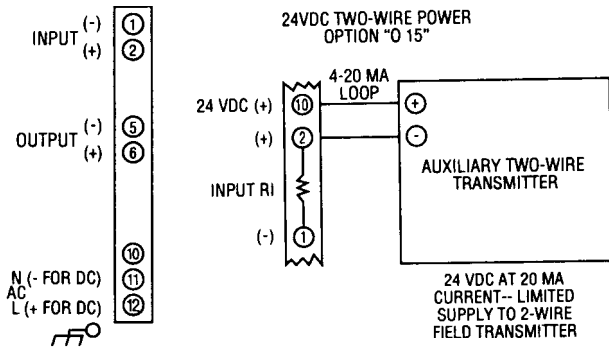 INPUT (-) 1
(+) 2
OUTPUT (-) 5
(+) 6
10
N (- FOR DC) 11
AC
L (+ FOR DC) 12
24VDC TWO-WIRE POWER
OPTION "O 15"
4-20 MA
LOOP
24 VDC (+) 10
(+) 2
INPUT RI
(-) 1
+
-
AUXILIARY TWO-WIRE
TRANSMITTER
24 VDC AT 20 MA
CURRENT-- LIMITED
SUPPLY TO 2-WIRE
FIELD TRANSMITTER